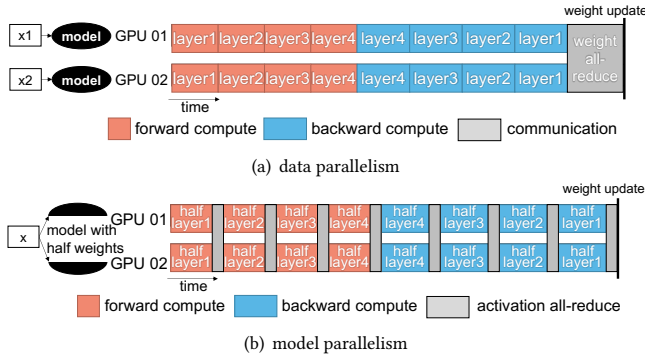 weight update
x1 model GPU 01 layer1 layer2 layer3 layer4 layer4 layer3 layer2 layer1 weight all-reduce
x2 model GPU 02 layer1 layer2 layer3 layer4 layer4 layer3 layer2 layer1
time
forward compute backward compute communication
(a) data parallelism
weight update
x model with half weights GPU 01 half layer1 half layer2 half layer3 half layer4 half layer4 half layer3 half layer2 half layer1
GPU 02 half layer1 half layer2 half layer3 half layer4 half layer4 half layer3 half layer2 half layer1
time
forward compute backward compute activation all-reduce
(b) model parallelism